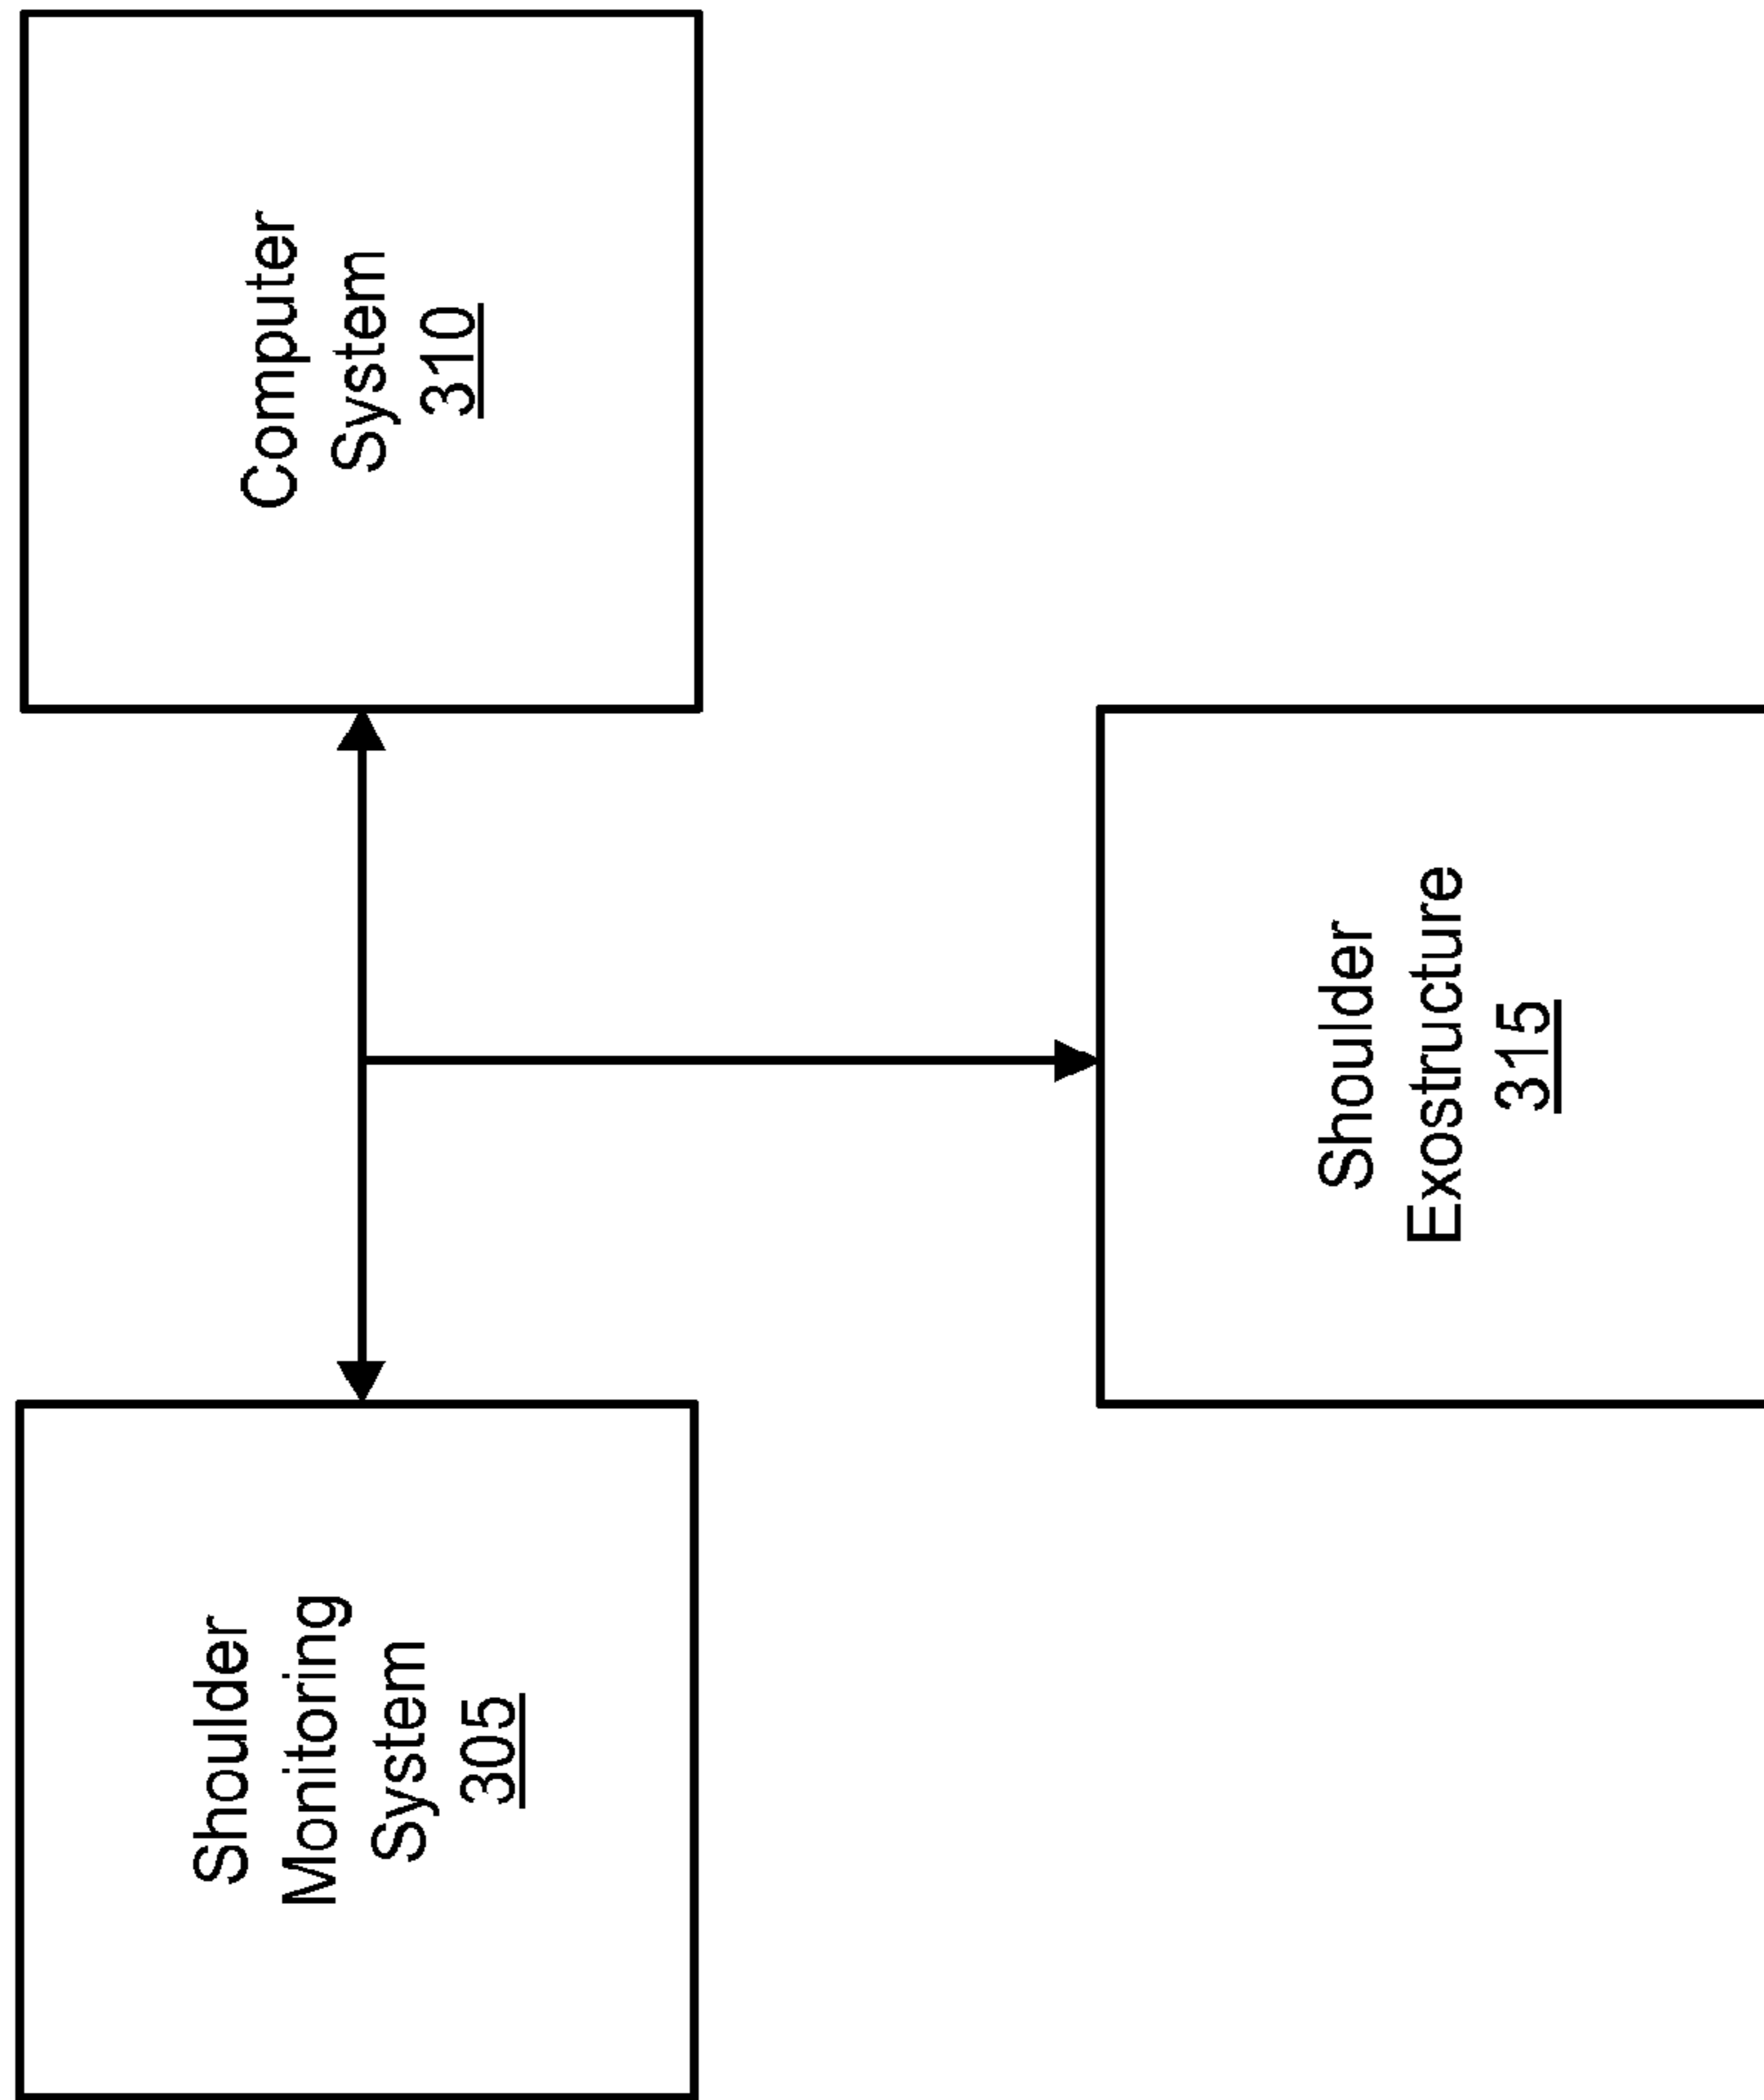 Shoulder
Monitoring
System
305
Computer
System
310
Shoulder
Exostructure
315